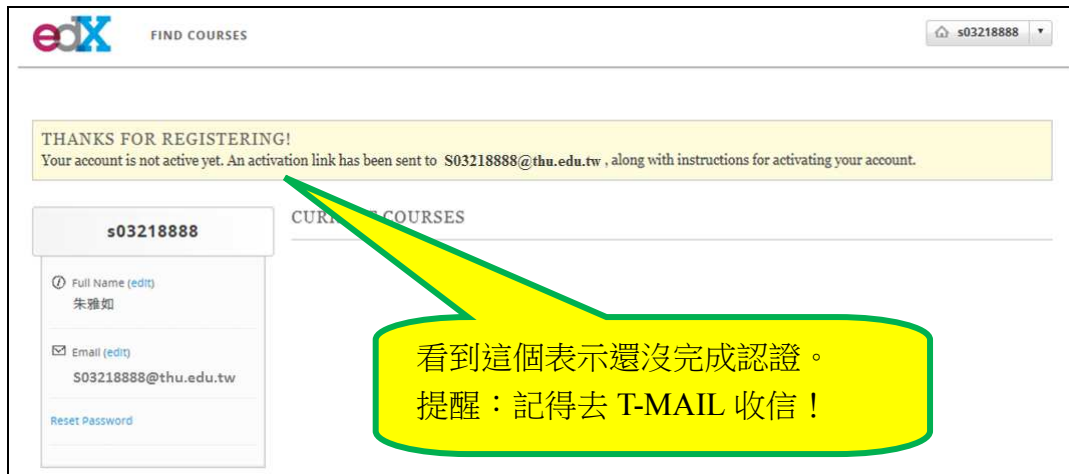 edX FIND COURSES s03218888
THANKS FOR REGISTERING!
Your account is not active yet. An activation link has been sent to S03218888@thu.edu.tw , along with instructions for activating your account.
s03218888
CURRENT COURSES
Full Name (edit)
朱雅如
Email (edit)
S03218888@thu.edu.tw
Reset Password
看到這個表示還沒完成認證。
提醒：記得去 T-MAIL 收信！